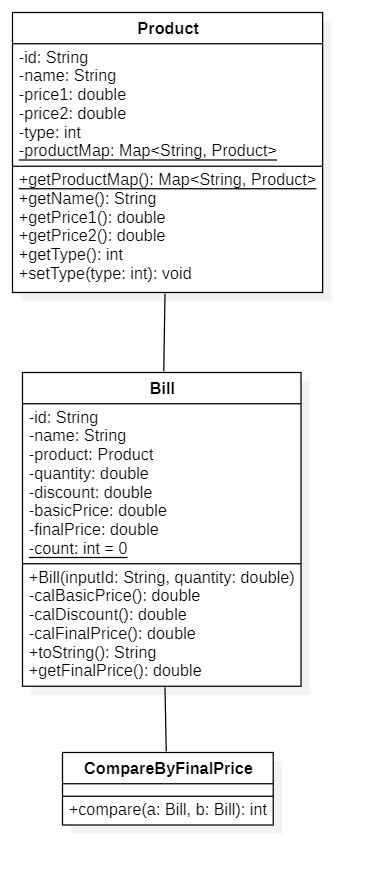 Product
-id: String
-name: String
-price1: double
-price2: double
-type: int
-productMap: Map<String, Product>
+getProductMap(): Map<String, Product>
+getName(): String
+getPrice1(): double
+getPrice2(): double
+getType(): int
+setType(type: int): void
Bill
-id: String
-name: String
-product: Product
-quantity: double
-discount: double
-basicPrice: double
-finalPrice: double
-count: int = 0
+Bill(inputId: String, quantity: double)
-calBasicPrice(): double
-calDiscount(): double
-calFinalPrice(): double
+toString(): String
+getFinalPrice(): double
CompareByFinalPrice
+compare(a: Bill, b: Bill): int